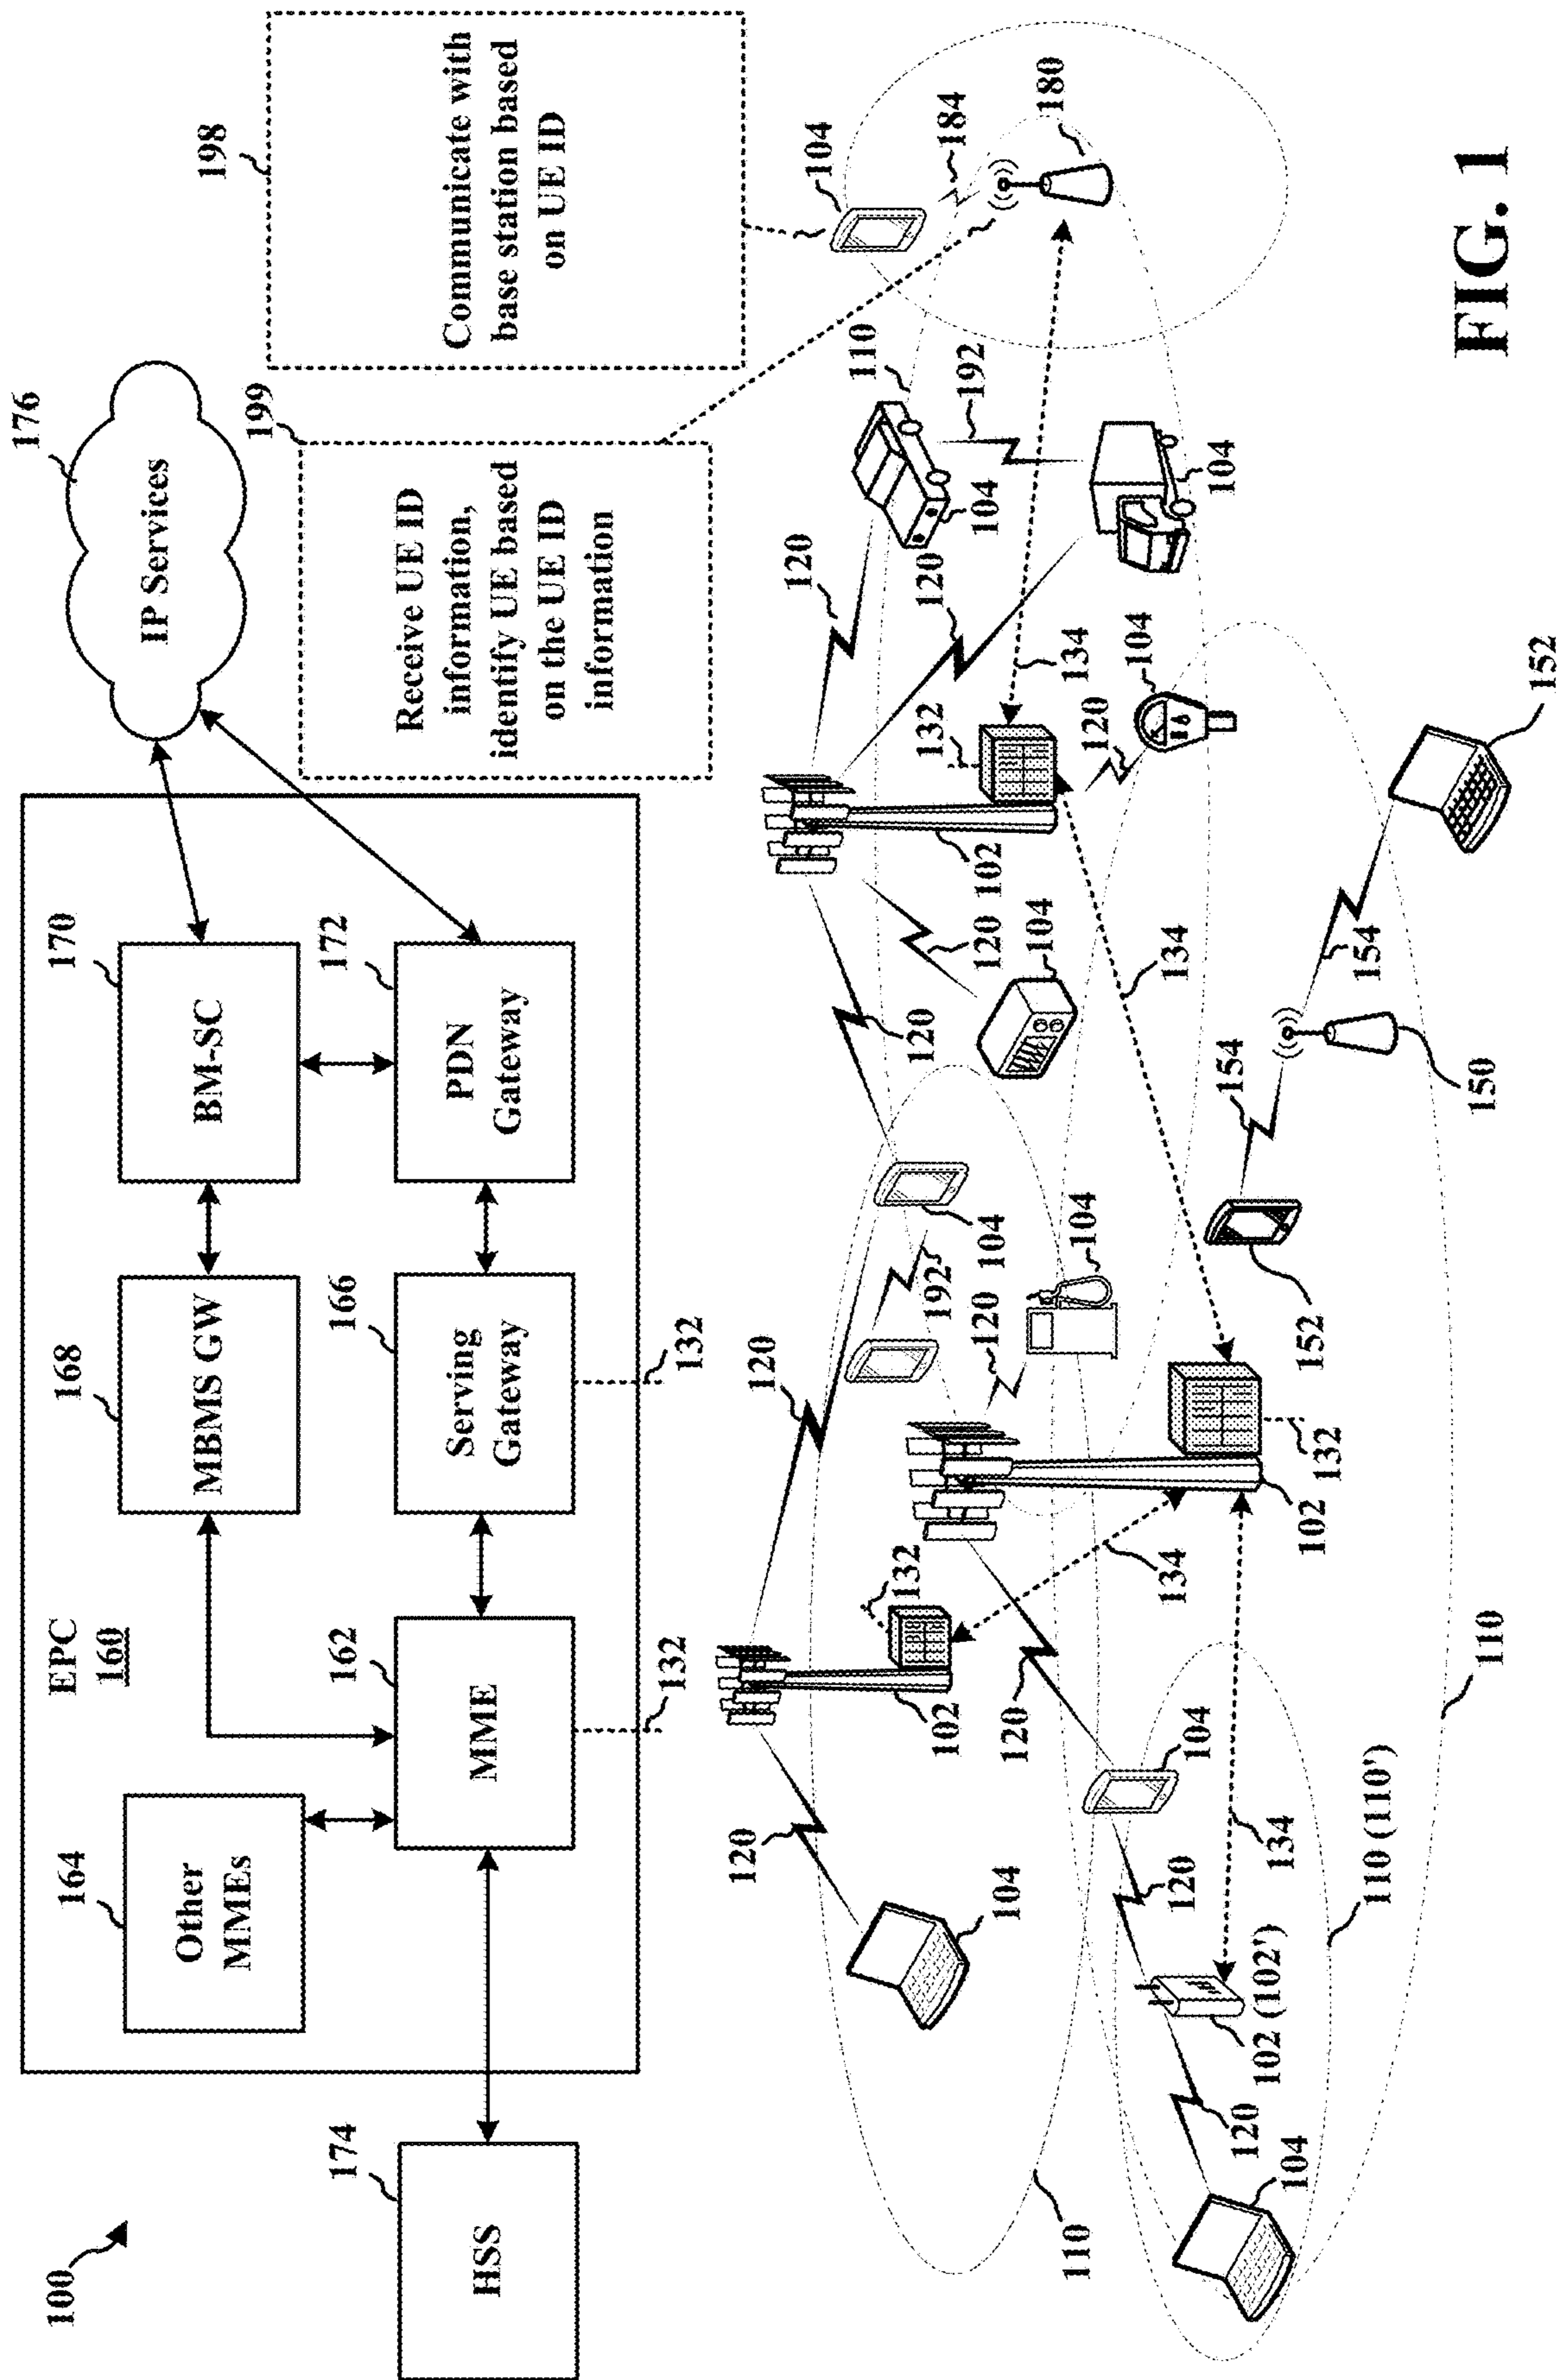 100
EPC
160
174
HSS
164
Other
MMEs
162
MME
168
MBMS GW
166
Serving
Gateway
170
BM-SC
172
PDN
Gateway
132
132
176
IP Services
199
Receive UE ID
information,
identify UE based
on the UE ID
information
198
Communicate with
base station based
on UE ID
104
184
180
110
192
104
104
120
120
132
134
120
104
102
120
104
120
134
120
104
192
120
104
132
102
134
120
104
120
132
102
120
104
134
120
102 (102')
120
104
110
110 (110')
110
152
154
150
154
152
FIG. 1